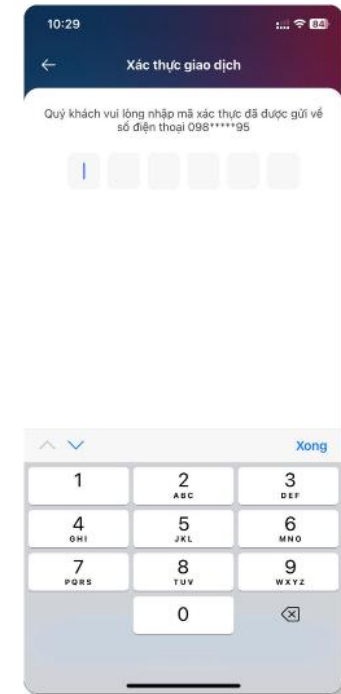 10:29
84
Xác thực giao dịch
Quý khách vui lòng nhập mã xác thực đã được gửi về
số điện thoại 098*****95
Xong
1
2
ABC
3
DEF
4
GHI
5
JKL
6
MNO
7
PQRS
8
TUV
9
WXYZ
0